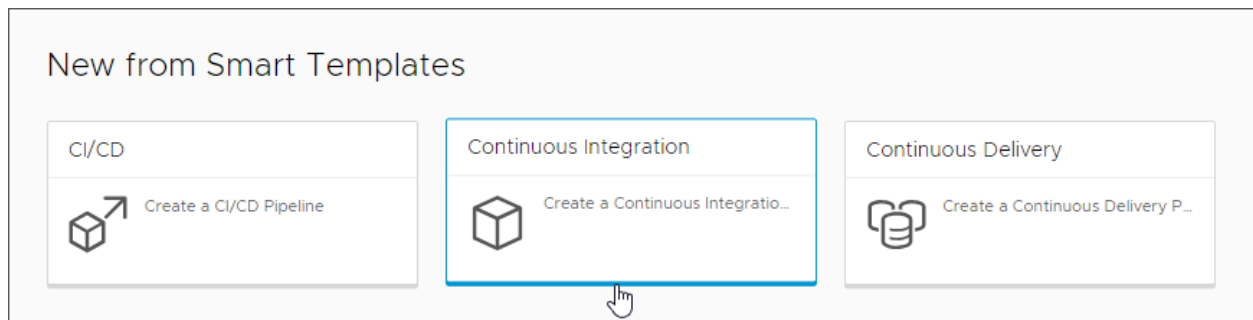 New from Smart Templates
CI/CD
Continuous Integration
Continuous Delivery
Create a CI/CD Pipeline
Create a Continuous Integratio...
Create a Continuous Delivery P...